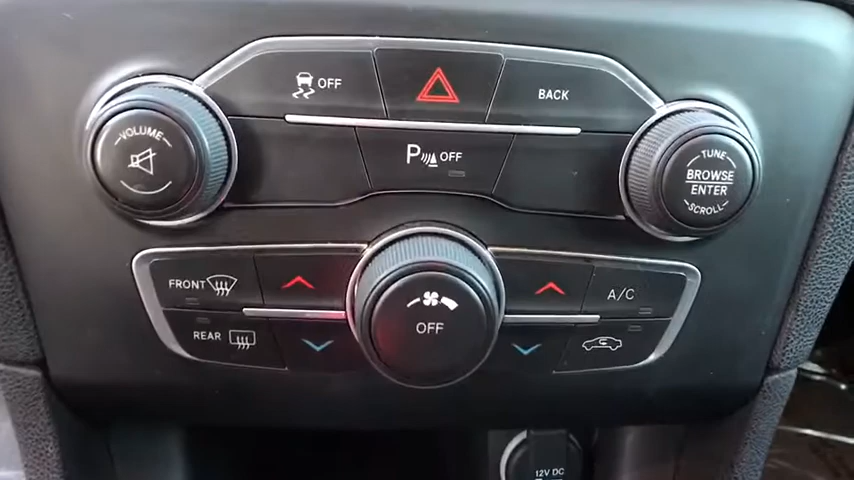 OFF
BACK
VOLUME
P OFF
TUNE
BROWSE
ENTER
SCROLL
FRONT
A/C
OFF
REAR
12V DC